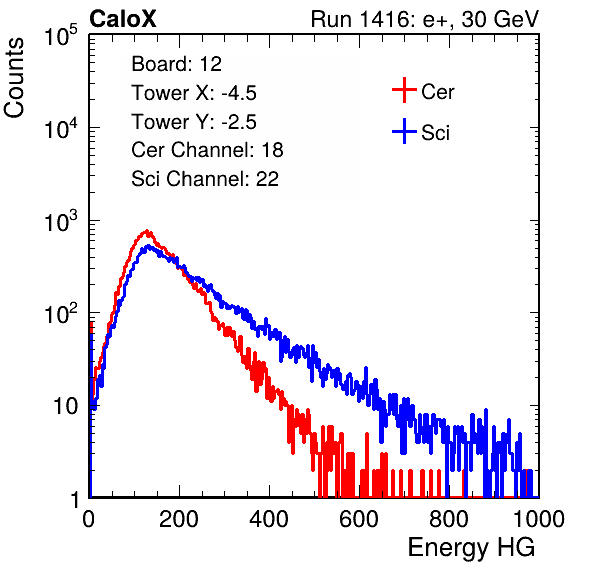 CaloX Run 1416: e+, 30 GeV
Counts
10^5
10^4
10^3
10^2
10
1
Board: 12
Tower X: -4.5
Tower Y: -2.5
Cer Channel: 18
Sci Channel: 22
Cer
Sci
0 200 400 600 800 1000
Energy HG